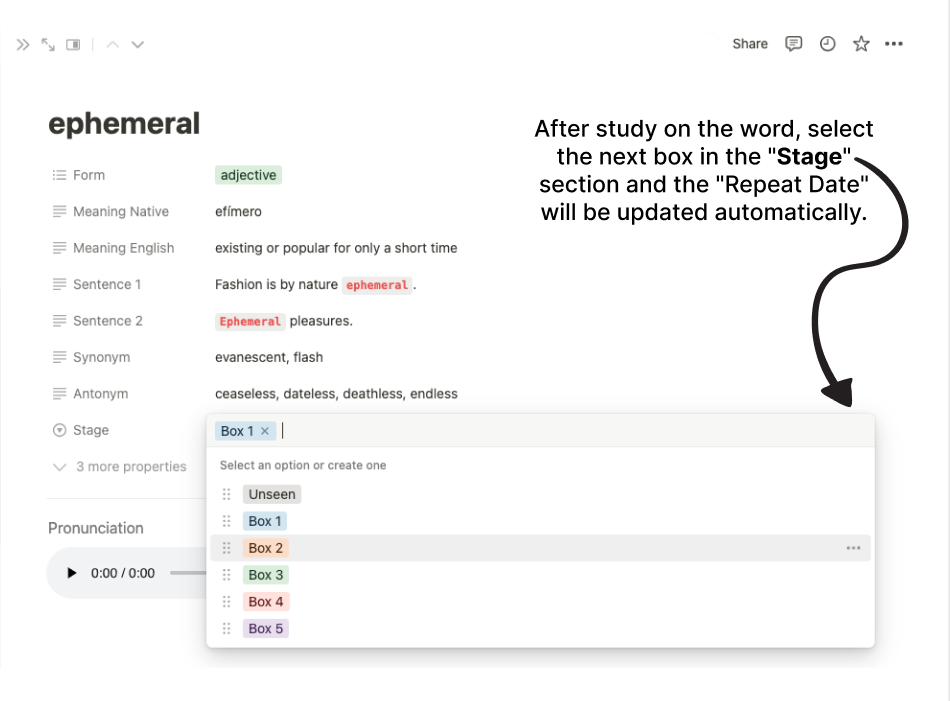 Share
ephemeral
After study on the word, select
the next box in the "Stage"
section and the "Repeat Date"
will be updated automatically.
Form adjective
Meaning Native efímero
Meaning English existing or popular for only a short time
Sentence 1 Fashion is by nature ephemeral.
Sentence 2 Ephemeral pleasures.
Synonym evanescent, flash
Antonym ceaseless, dateless, deathless, endless
Stage Box 1 ×
3 more properties
Select an option or create one
Unseen
Box 1
Box 2
Box 3
Box 4
Box 5
Pronunciation
0:00 / 0:00